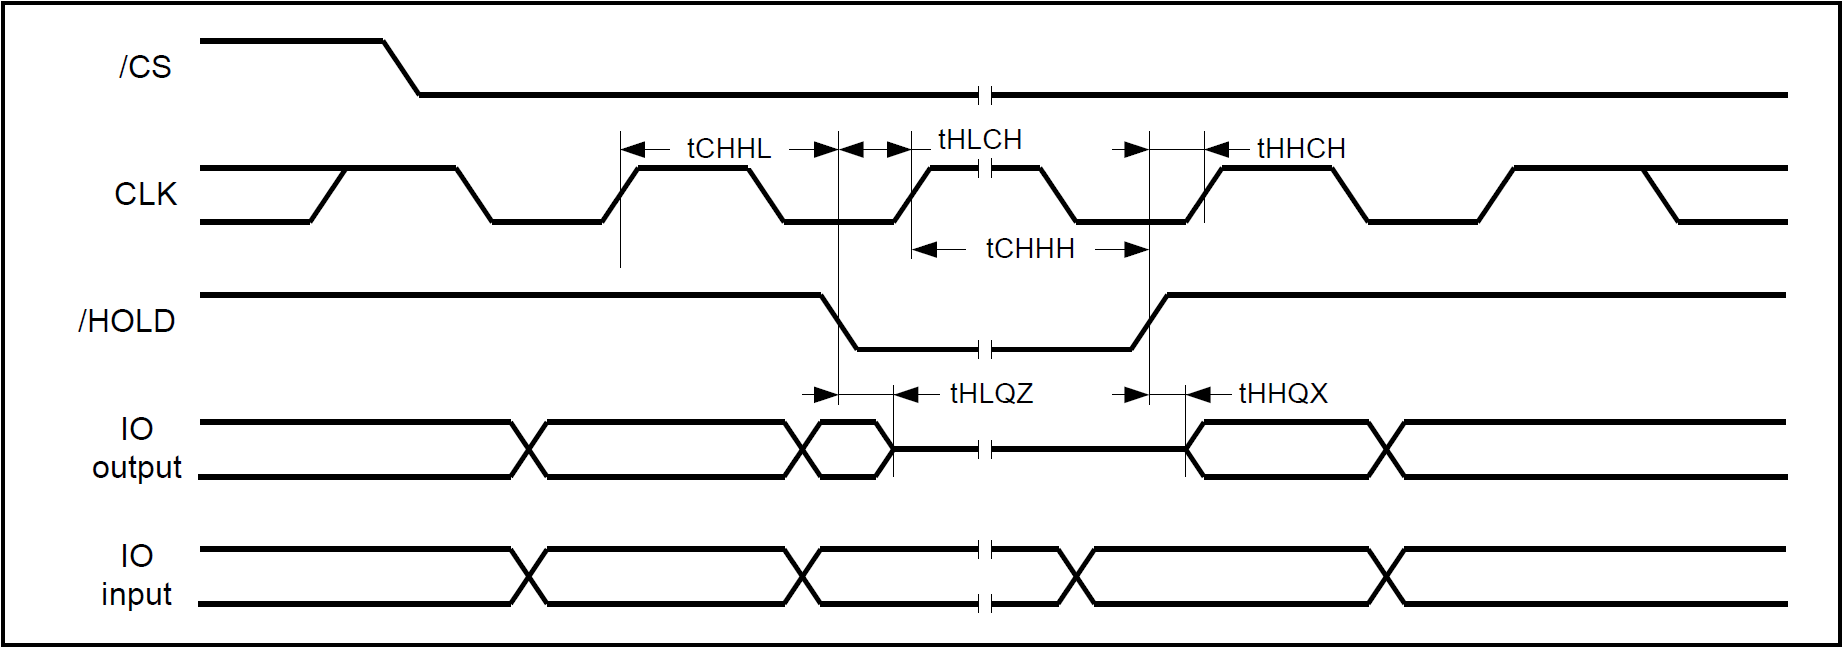 /CS
tCHHL
tHLCH
tHHCH
CLK
tCHHH
/HOLD
tHLQZ
tHHQX
IO
output
IO
input